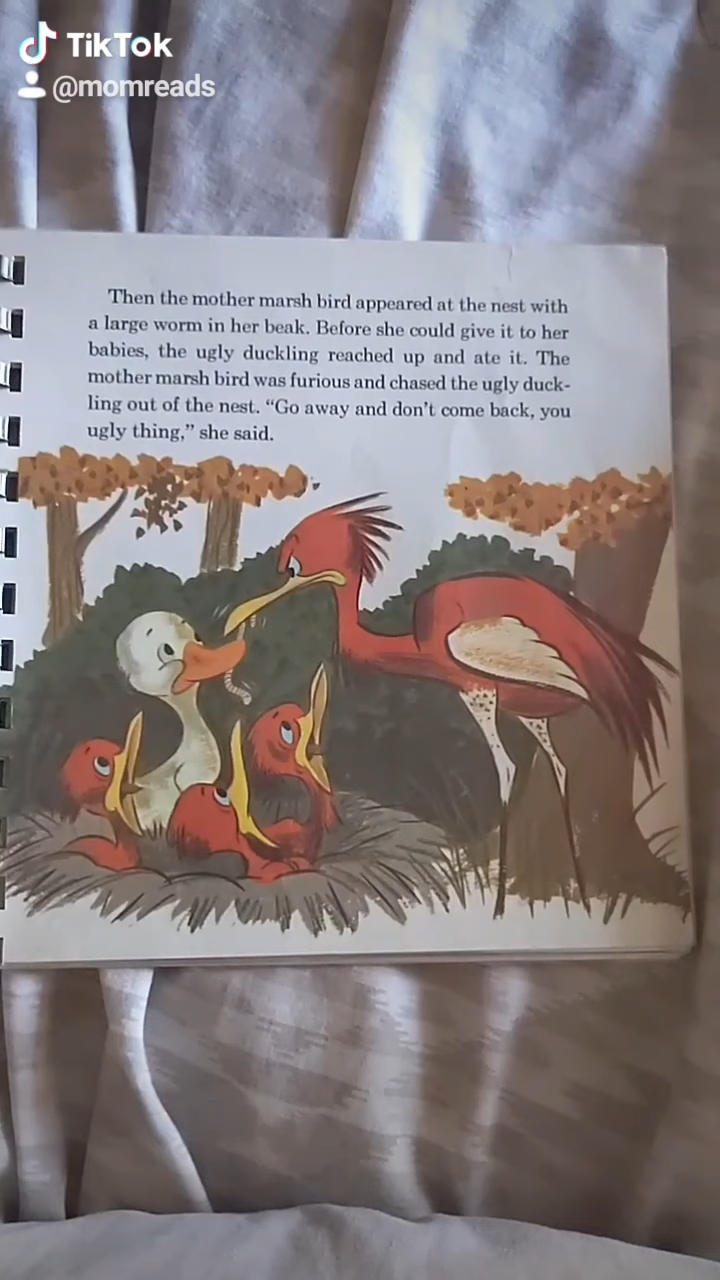 TikTok
@momreads
Then the mother marsh bird appeared at the nest with
a large worm in her beak. Before she could give it to her
babies, the ugly duckling reached up and ate it. The
mother marsh bird was furious and chased the ugly duck-
ling out of the nest. “Go away and don’t come back, you
ugly thing,” she said.